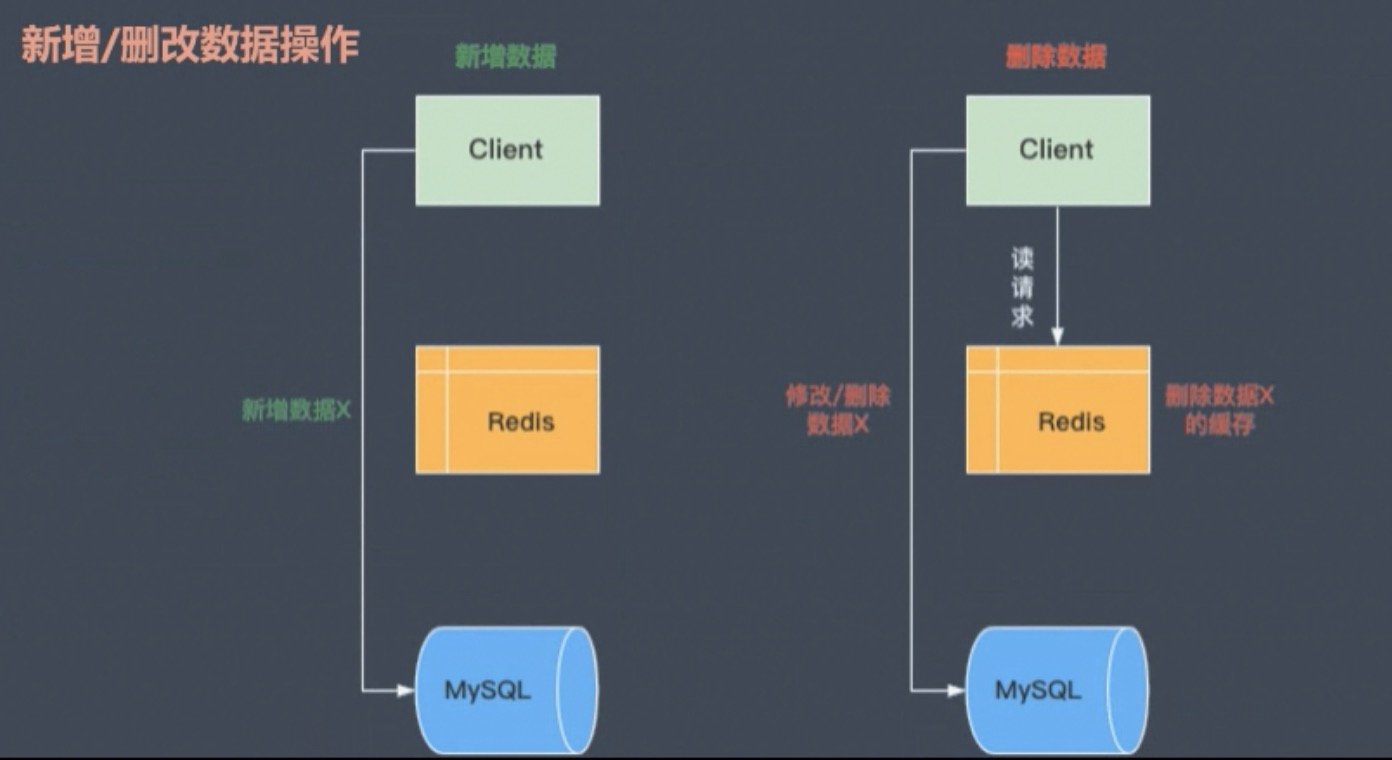 新增/删改数据操作
新增数据
Client
新增数据X
Redis
MySQL
删除数据
Client
读
请
求
修改/删除
数据X
Redis
删除数据X
的缓存
MySQL